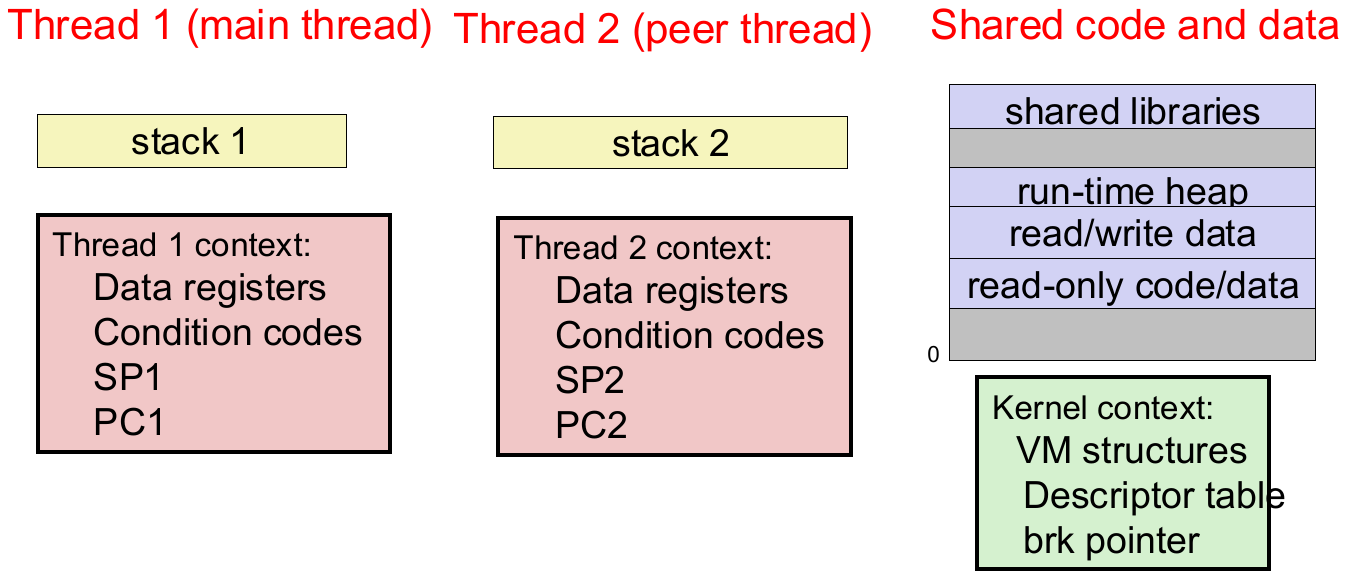 Thread 1 (main thread)
Thread 2 (peer thread)
Shared code and data
stack 1
stack 2
shared libraries
run-time heap
read/write data
read-only code/data
0
Thread 1 context:
Data registers
Condition codes
SP1
PC1
Thread 2 context:
Data registers
Condition codes
SP2
PC2
Kernel context:
VM structures
Descriptor table
brk pointer